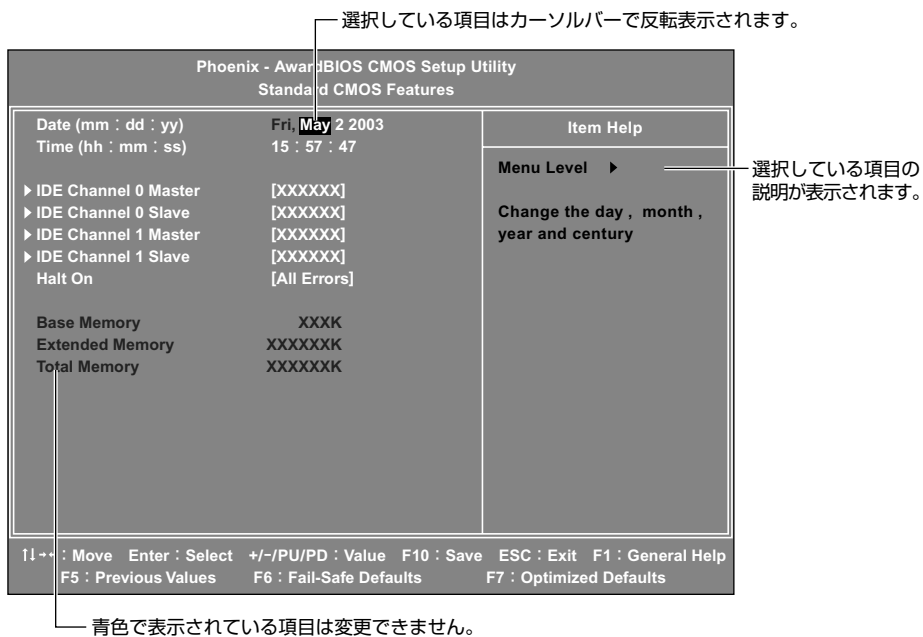 選択している項目はカーソルバーで反転表示されます。
Phoenix - AwardBIOS CMOS Setup Utility
Standard CMOS Features
Date (mm：dd：yy) Fri, May 2 2003
Time (hh：mm：ss) 15：57：47
▶ IDE Channel 0 Master [XXXXXX]
▶ IDE Channel 0 Slave [XXXXXX]
▶ IDE Channel 1 Master [XXXXXX]
▶ IDE Channel 1 Slave [XXXXXX]
Halt On [All Errors]
Base Memory XXXK
Extended Memory XXXXXXK
Total Memory XXXXXXK
Item Help
Menu Level ▶
Change the day , month ,
year and century
選択している項目の
説明が表示されます。
↑↓→←：Move Enter：Select +/-/PU/PD：Value F10：Save ESC：Exit F1：General Help
F5：Previous Values F6：Fail-Safe Defaults F7：Optimized Defaults
青色で表示されている項目は変更できません。